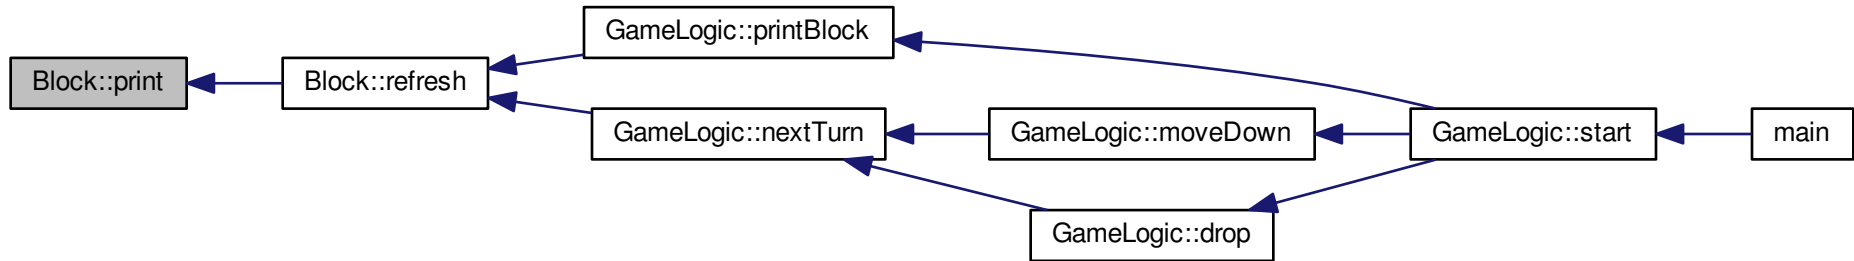 GameLogic::printBlock
Block::print
Block::refresh
GameLogic::nextTurn
GameLogic::moveDown
GameLogic::start
main
GameLogic::drop